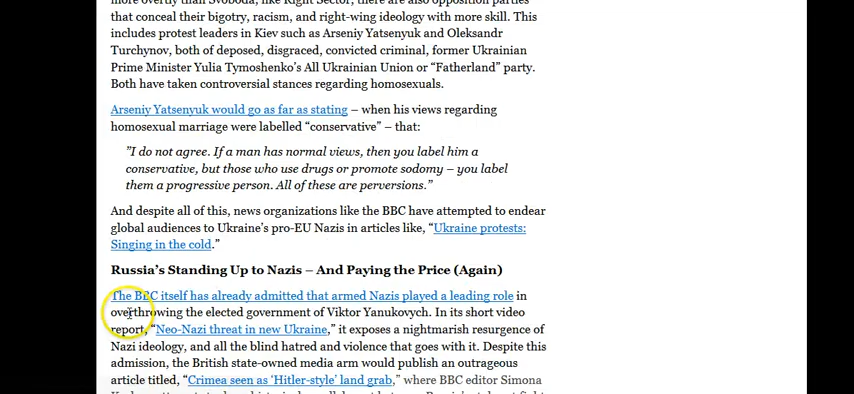 more overtly than Svoboda, like Right Sector, there are also opposition parties
that conceal their bigotry, racism, and right-wing ideology with more skill. This
includes protest leaders in Kiev such as Arseniy Yatsenyuk and Oleksandr
Turchynov, both of deposed, disgraced, convicted criminal, former Ukrainian
Prime Minister Yulia Tymoshenko's All Ukrainian Union or “Fatherland” party.
Both have taken controversial stances regarding homosexuals.
Arseniy Yatsenyuk would go as far as stating – when his views regarding
homosexual marriage were labelled “conservative” – that:
”I do not agree. If a man has normal views, then you label him a
conservative, but those who use drugs or promote sodomy – you label
them a progressive person. All of these are perversions.”
And despite all of this, news organizations like the BBC have attempted to endear
global audiences to Ukraine's pro-EU Nazis in articles like, “Ukraine protests:
Singing in the cold.”
Russia's Standing Up to Nazis – And Paying the Price (Again)
The BBC itself has already admitted that armed Nazis played a leading role in
overthrowing the elected government of Viktor Yanukovych. In its short video
report, “Neo-Nazi threat in new Ukraine,” it exposes a nightmarish resurgence of
Nazi ideology, and all the blind hatred and violence that goes with it. Despite this
admission, the British state-owned media arm would publish an outrageous
article titled, “Crimea seen as ‘Hitler-style’ land grab,” where BBC editor Simona